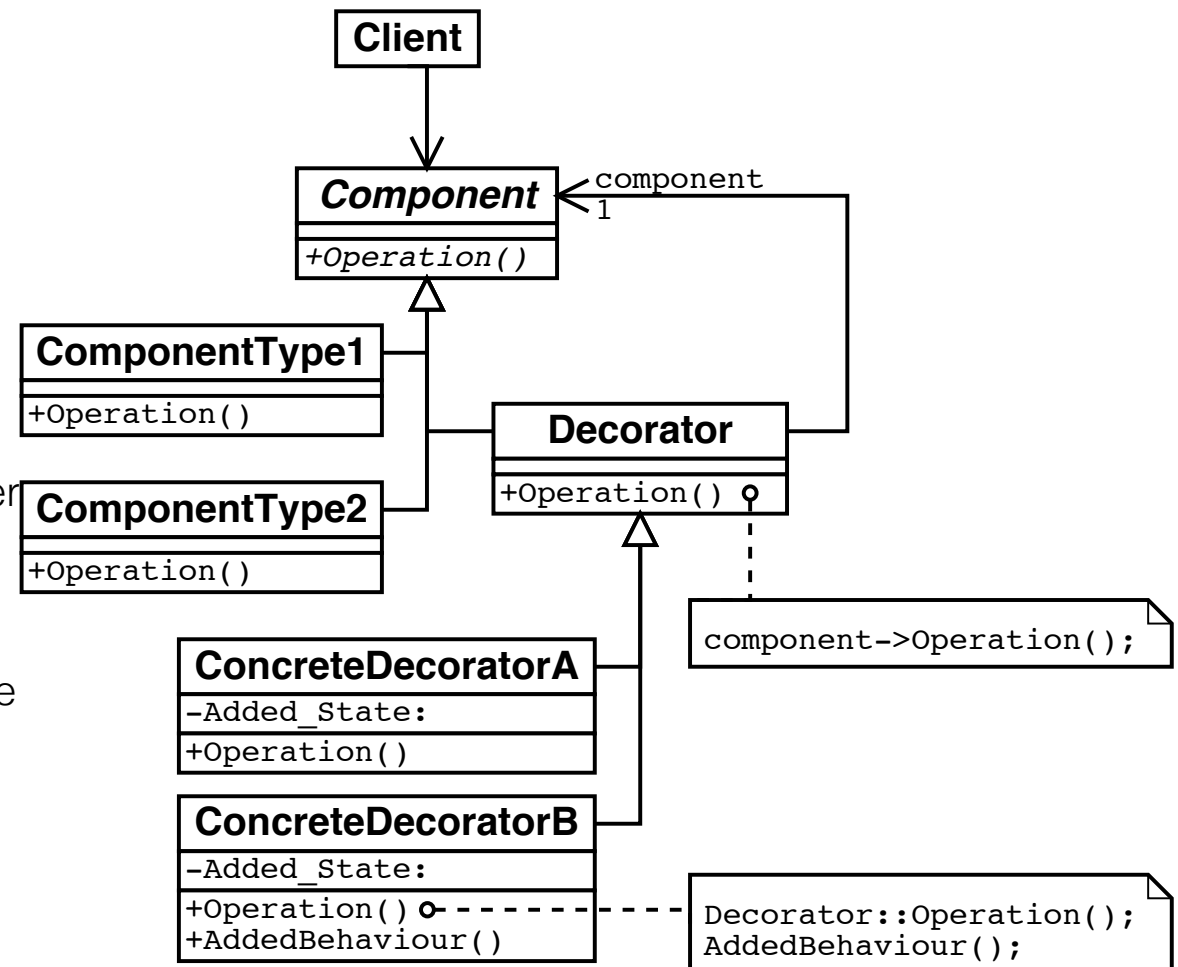 Client
Component
+Operation()
component
1
ComponentType1
+Operation()
Decorator
+Operation()
er
ComponentType2
+Operation()
component->Operation();
ConcreteDecoratorA
-Added_State:
+Operation()
e
ConcreteDecoratorB
-Added_State:
+Operation()
+AddedBehaviour()
Decorator::Operation();
AddedBehaviour();